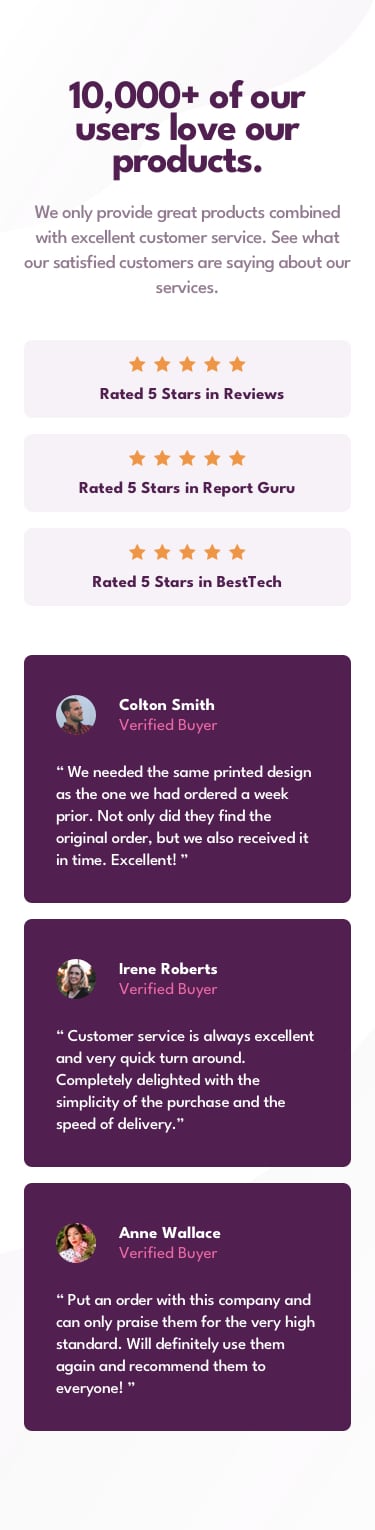 10,000+ of our
users love our
products.
We only provide great products combined
with excellent customer service. See what
our satisfied customers are saying about our
services.
Rated 5 Stars in Reviews
Rated 5 Stars in Report Guru
Rated 5 Stars in BestTech
Colton Smith
Verified Buyer
“ We needed the same printed design
as the one we had ordered a week
prior. Not only did they find the
original order, but we also received it
in time. Excellent! ”
Irene Roberts
Verified Buyer
“ Customer service is always excellent
and very quick turn around.
Completely delighted with the
simplicity of the purchase and the
speed of delivery.”
Anne Wallace
Verified Buyer
“ Put an order with this company and
can only praise them for the very high
standard. Will definitely use them
again and recommend them to
everyone! ”